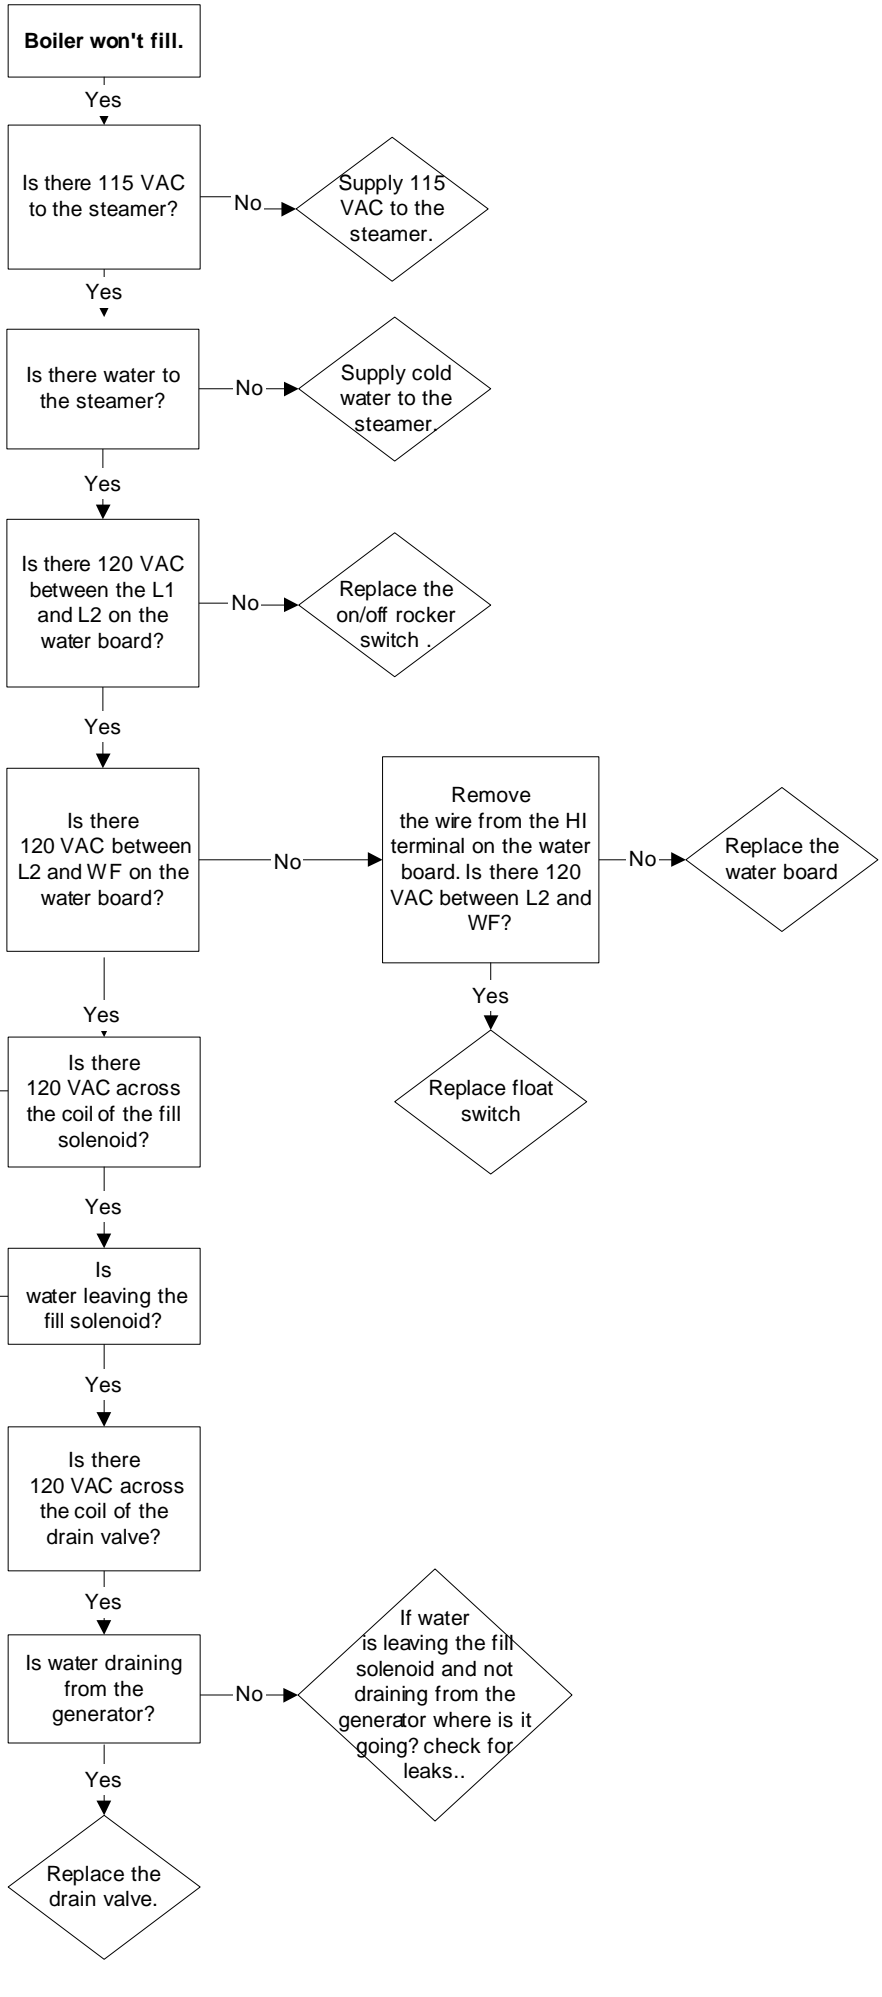 Boiler won't fill.
Yes
Is there 115 VAC
to the steamer?
No
Supply 115
VAC to the
steamer.
Yes
Is there water to
the steamer?
No
Supply cold
water to the
steamer.
Yes
Is there 120 VAC
between the L1
and L2 on the
water board?
No
Replace the
on/off rocker
switch .
Yes
Is there
120 VAC between
L2 and WF on the
water board?
No
Remove
the wire from the HI
terminal on the water
board. Is there 120
VAC between L2 and
WF?
No
Replace the
water board
Yes
Replace float
switch
Yes
Is there
120 VAC across
the coil of the fill
solenoid?
Yes
Is
water leaving the
fill solenoid?
Yes
Is there
120 VAC across
the coil of the
drain valve?
Yes
Is water draining
from the
generator?
No
If water
is leaving the fill
solenoid and not
draining from the
generator where is it
going? check for
leaks..
Yes
Replace the
drain valve.